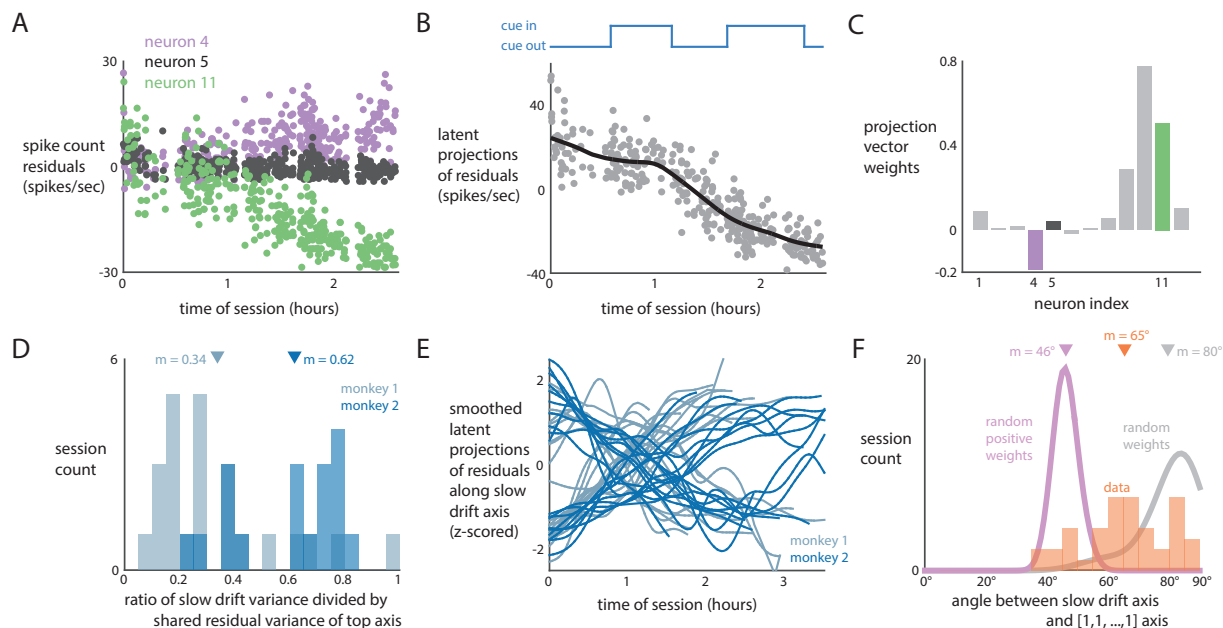 A
neuron 4
neuron 5
neuron 11
30
spike count
residuals
(spikes/sec)
0
-30
0
1
2
time of session (hours)
B
cue in
cue out
40
latent
projections
of residuals
(spikes/sec)
0
-40
0
1
2
time of session (hours)
C
0.8
projection
vector
weights
0
-0.2
1
4
5
11
neuron index
D
6
m = 0.34
m = 0.62
monkey 1
monkey 2
session
count
0
0
0.2
0.4
0.6
0.8
1
ratio of slow drift variance divided by
shared residual variance of top axis
E
2
smoothed
latent
projections
of residuals
along slow
drift axis
(z-scored)
0
-2
monkey 1
monkey 2
0
1
2
3
time of session (hours)
F
m = 65°
m = 46°
m = 80°
20
random
positive
weights
random
weights
session
count
data
0
0°
20°
40°
60°
80°
90°
angle between slow drift axis
and [1,1, ...,1] axis